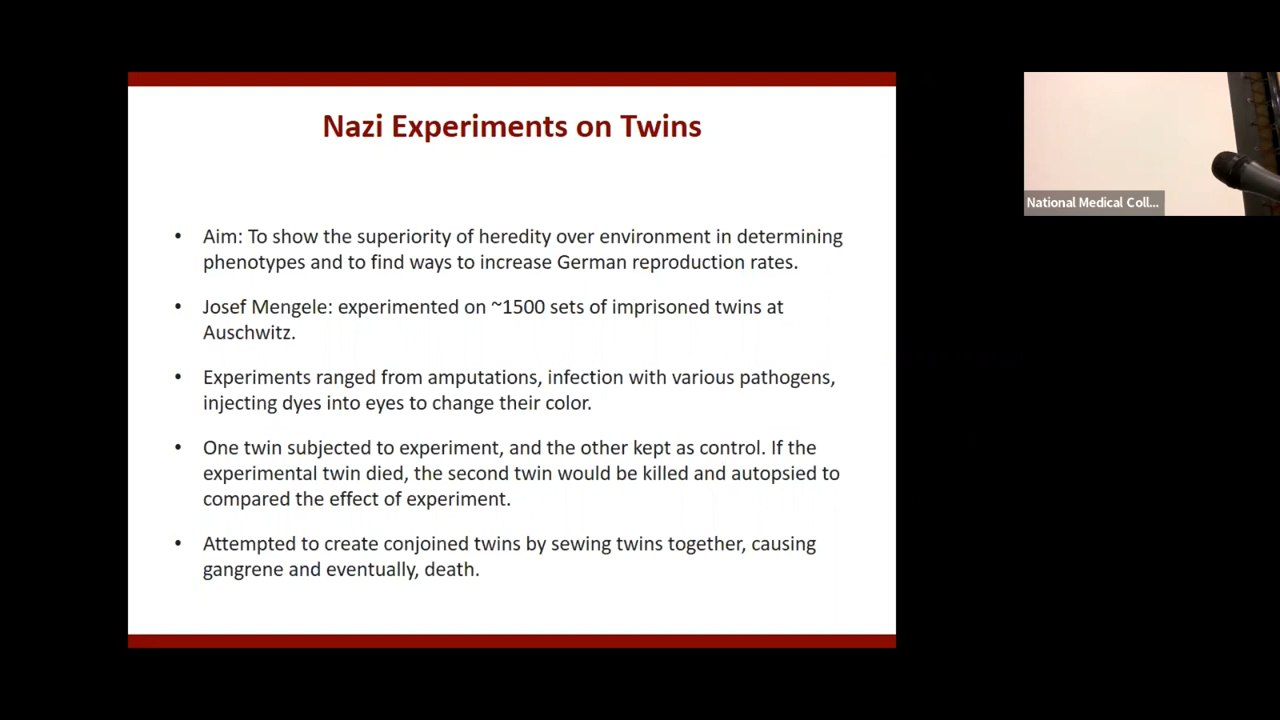 Nazi Experiments on Twins
• Aim: To show the superiority of heredity over environment in determining
phenotypes and to find ways to increase German reproduction rates.
• Josef Mengele: experimented on ~1500 sets of imprisoned twins at
Auschwitz.
• Experiments ranged from amputations, infection with various pathogens,
injecting dyes into eyes to change their color.
• One twin subjected to experiment, and the other kept as control. If the
experimental twin died, the second twin would be killed and autopsied to
compared the effect of experiment.
• Attempted to create conjoined twins by sewing twins together, causing
gangrene and eventually, death.
National Medical Coll...